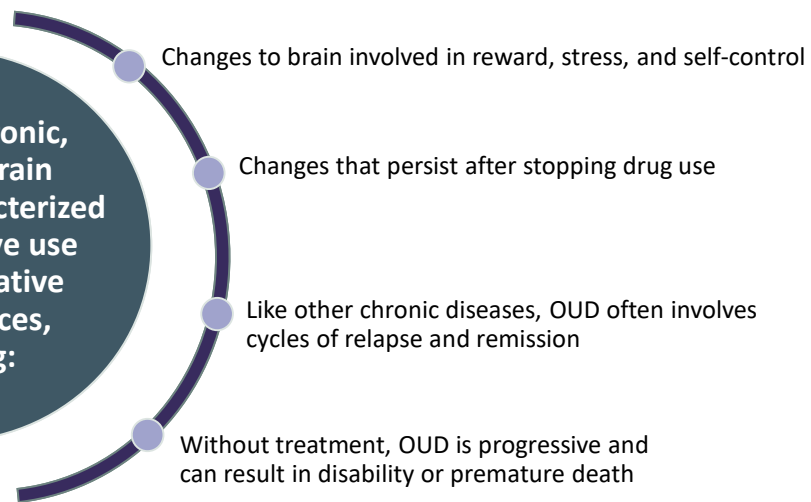 onic,
rain
cterized
ve use
ative
ces,
g:
Changes to brain involved in reward, stress, and self-control
Changes that persist after stopping drug use
Like other chronic diseases, OUD often involves
cycles of relapse and remission
Without treatment, OUD is progressive and
can result in disability or premature death